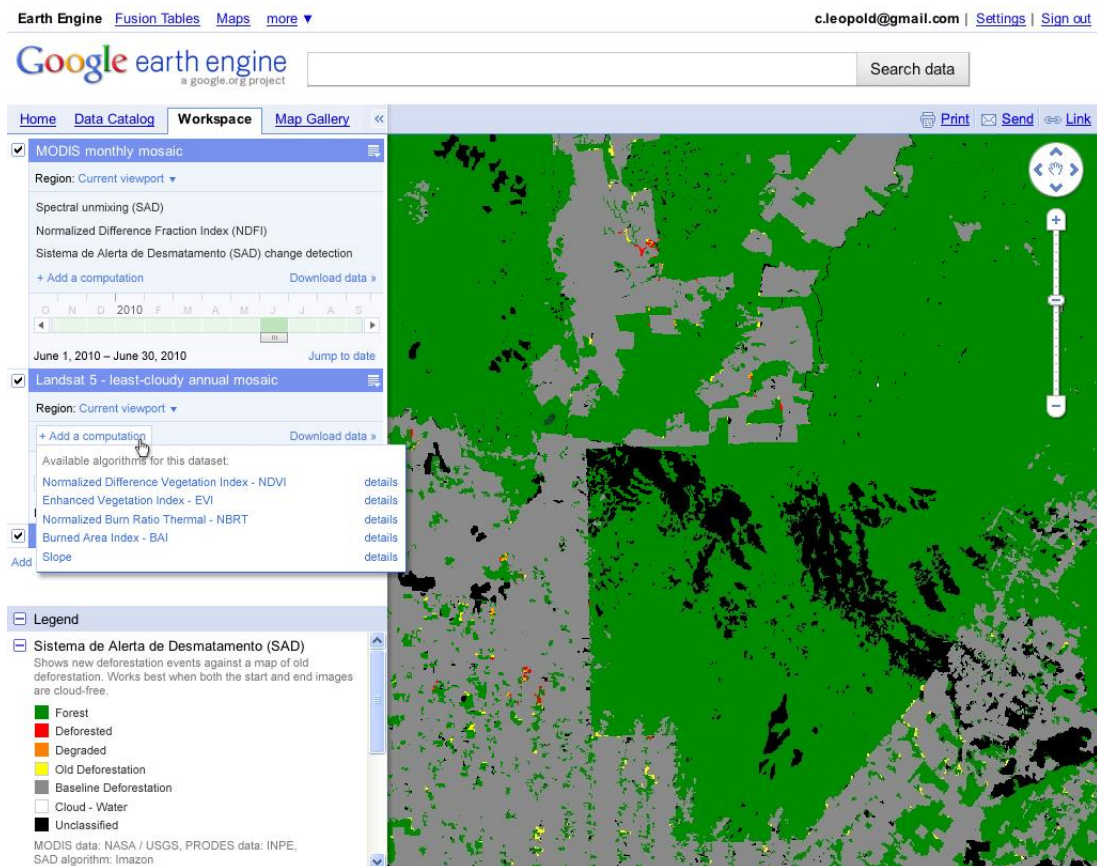 Earth Engine Fusion Tables Maps more ▼
c.leopold@gmail.com | Settings | Sign out
Google earth engine
a google.org project
Search data
Home Data Catalog Workspace Map Gallery «
Print Send Link
MODIS monthly mosaic
Region: Current viewport ▾
Spectral unmixing (SAD)
Normalized Difference Fraction Index (NDFI)
Sistema de Alerta de Desmatamento (SAD) change detection
+ Add a computation Download data »
O N D 2010 F M A M J J A S
June 1, 2010 – June 30, 2010 Jump to date
Landsat 5 - least-cloudy annual mosaic
Region: Current viewport ▾
+ Add a computation Download data »
Available algorithms for this dataset:
Normalized Difference Vegetation Index - NDVI details
Enhanced Vegetation Index - EVI details
Normalized Burn Ratio Thermal - NBRT details
Burned Area Index - BAI details
Slope details
Add
Legend
Sistema de Alerta de Desmatamento (SAD)
Shows new deforestation events against a map of old
deforestation. Works best when both the start and end images
are cloud-free.
Forest
Deforested
Degraded
Old Deforestation
Baseline Deforestation
Cloud - Water
Unclassified
MODIS data: NASA / USGS, PRODES data: INPE,
SAD algorithm: Imazon